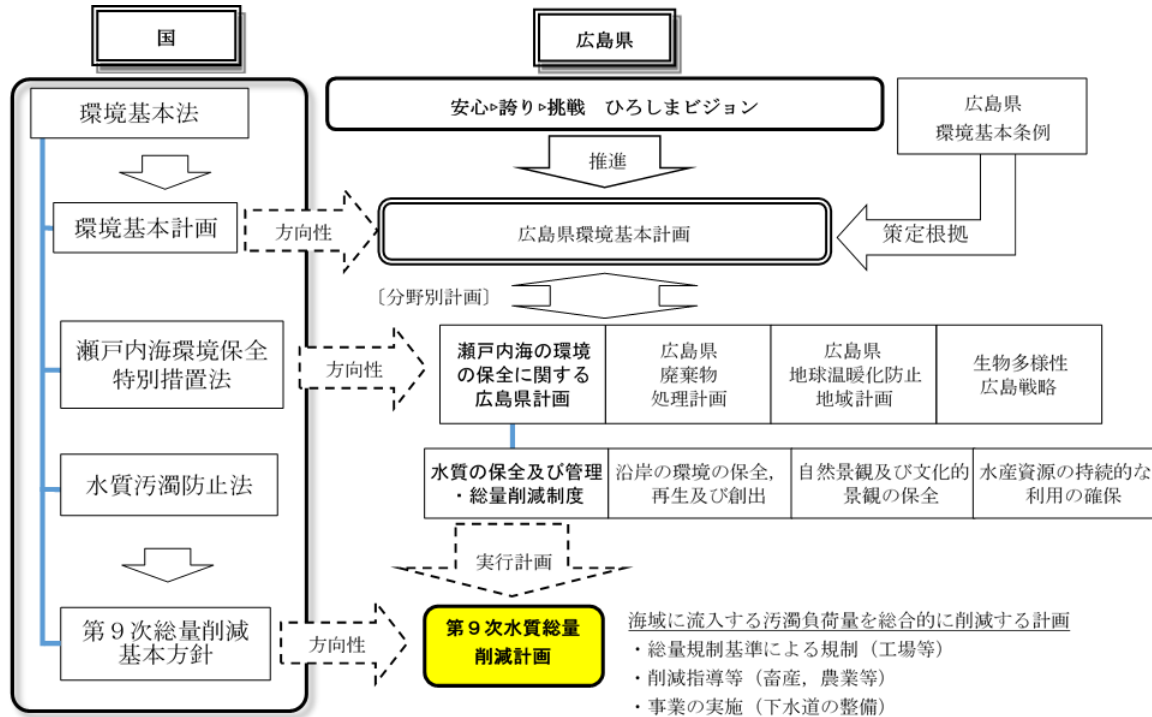 国
広島県
環境基本法
安心▷誇り▷挑戦　ひろしまビジョン
広島県
環境基本条例
推進
環境基本計画
方向性
広島県環境基本計画
策定根拠
〔分野別計画〕
瀬戸内海環境保全
特別措置法
方向性
瀬戸内海の環境
の保全に関する
広島県計画
広島県
廃棄物
処理計画
広島県
地球温暖化防止
地域計画
生物多様性
広島戦略
水質汚濁防止法
水質の保全及び管理
・総量削減制度
沿岸の環境の保全，
再生及び創出
自然景観及び文化的
景観の保全
水産資源の持続的な
利用の確保
実行計画
第９次総量削減
基本方針
方向性
第９次水質総量
削減計画
海域に流入する汚濁負荷量を総合的に削減する計画
・総量規制基準による規制（工場等）
・削減指導等（畜産，農業等）
・事業の実施（下水道の整備）